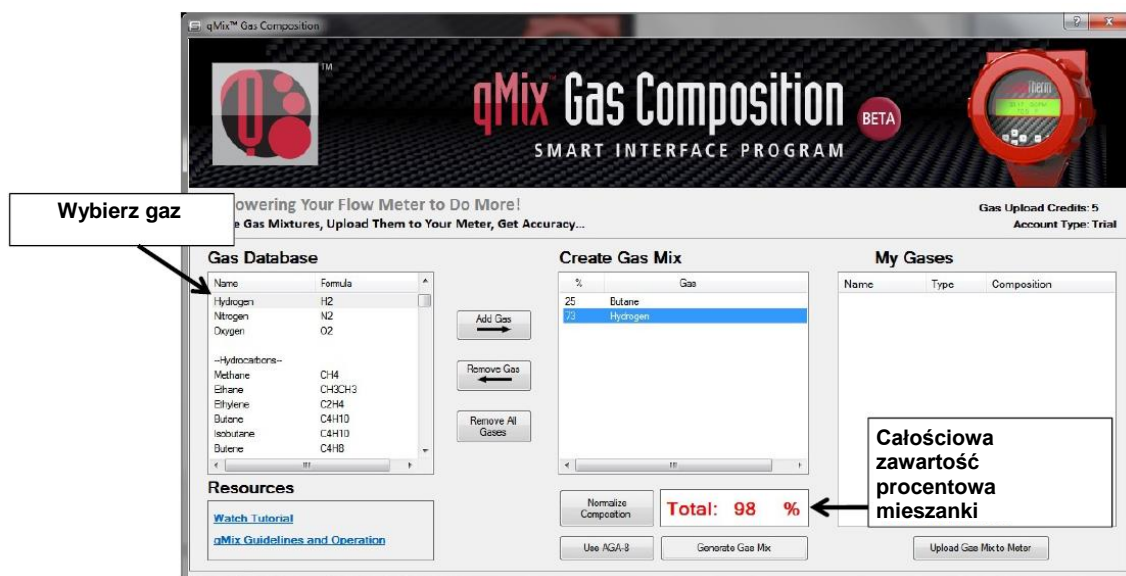 qMix™ Gas Composition
TM
qMix™ Gas Composition BETA
SMART INTERFACE PROGRAM
Wybierz gaz
owering Your Flow Meter to Do More!
e Gas Mixtures, Upload Them to Your Meter, Get Accuracy...
Gas Upload Credits: 5
Account Type: Trial
Gas Database
Name Formula
Hydrogen H2
Nitrogen N2
Oxygen O2
--Hydrocarbons--
Methane CH4
Ethane CH3CH3
Ethylene C2H4
Butane C4H10
Isobutane C4H10
Butene C4H8
Add Gas
Remove Gas
Remove All
Gases
Create Gas Mix
% Gas
25 Butane
73 Hydrogen
My Gases
Name Type Composition
Całościowa
zawartość
procentowa
mieszanki
Resources
Watch Tutorial
qMix Guidelines and Operation
Normalize
Composition
Total: 98 %
Use AGA-8
Generate Gas Mix
Upload Gas Mix to Meter